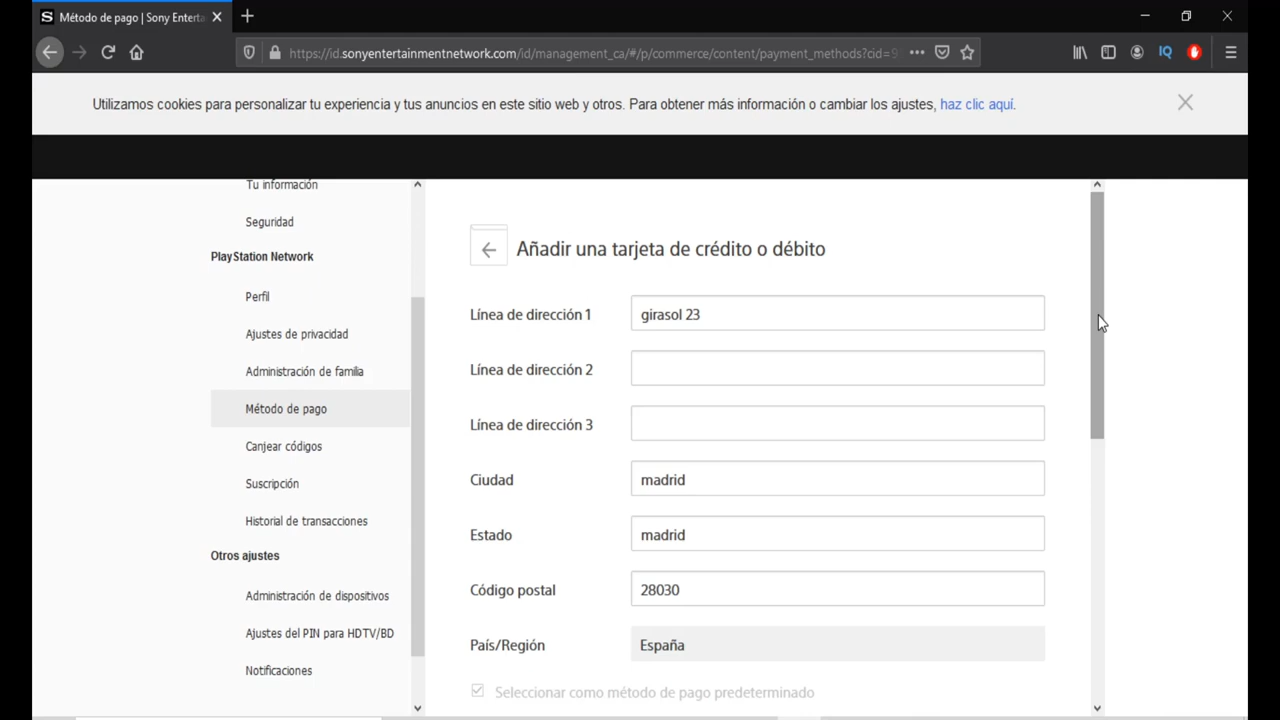 S Método de pago | Sony Enterta
https://id.sonyentertainmentnetwork.com/id/management_ca/#/p/commerce/content/payment_methods?cid=9
IQ
Utilizamos cookies para personalizar tu experiencia y tus anuncios en este sitio web y otros. Para obtener más información o cambiar los ajustes, haz clic aquí.
Tu información
Seguridad
PlayStation Network
Perfil
Ajustes de privacidad
Administración de familia
Método de pago
Canjear códigos
Suscripción
Historial de transacciones
Otros ajustes
Administración de dispositivos
Ajustes del PIN para HDTV/BD
Notificaciones
Añadir una tarjeta de crédito o débito
Línea de dirección 1 girasol 23
Línea de dirección 2
Línea de dirección 3
Ciudad madrid
Estado madrid
Código postal 28030
País/Región España
Seleccionar como método de pago predeterminado